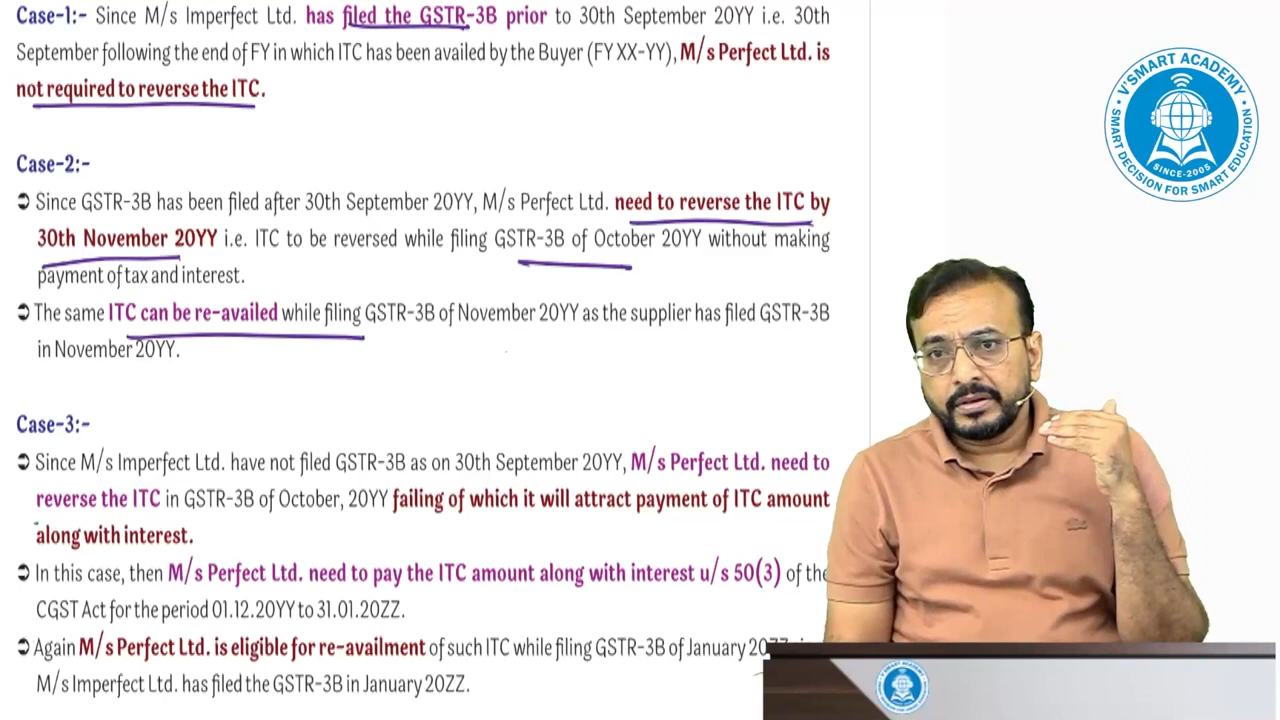 Case-1:- Since M/s Imperfect Ltd. has filed the GSTR-3B prior to 30th September 20YY i.e. 30th
September following the end of FY in which ITC has been availed by the Buyer (FY XX-YY), M/s Perfect Ltd. is
not required to reverse the ITC.
Case-2:-
➲ Since GSTR-3B has been filed after 30th September 20YY, M/s Perfect Ltd. need to reverse the ITC by
30th November 20YY i.e. ITC to be reversed while filing GSTR-3B of October 20YY without making
payment of tax and interest.
➲ The same ITC can be re-availed while filing GSTR-3B of November 20YY as the supplier has filed GSTR-3B
in November 20YY.
Case-3:-
➲ Since M/s Imperfect Ltd. have not filed GSTR-3B as on 30th September 20YY, M/s Perfect Ltd. need to
reverse the ITC in GSTR-3B of October, 20YY failing of which it will attract payment of ITC amount
along with interest.
➲ In this case, then M/s Perfect Ltd. need to pay the ITC amount along with interest u/s 50(3) of the
CGST Act for the period 01.12.20YY to 31.01.20ZZ.
➲ Again M/s Perfect Ltd. is eligible for re-availment of such ITC while filing GSTR-3B of January
M/s Imperfect Ltd. has filed the GSTR-3B in January 20ZZ.
V'SMART ACADEMY
SMART DECISION FOR SMART EDUCATION
SINCE-2005